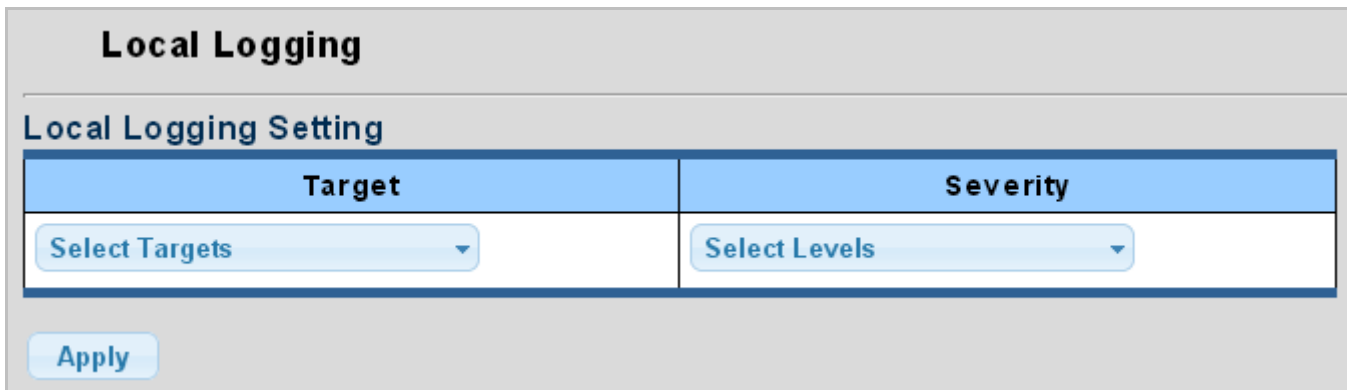 Local Logging
Local Logging Setting
Target Severity
Select Targets Select Levels
Apply